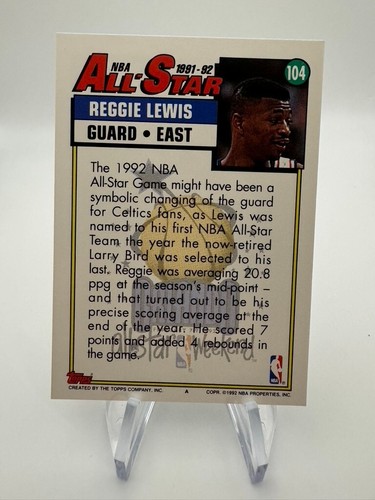 NBA 1991-92
ALL★STAR
104
REGGIE LEWIS
GUARD • EAST
The 1992 NBA
All-Star Game might have been a
symbolic changing of the guard
for Celtics fans, as Lewis was
named to his first NBA All-Star
Team the year the now-retired
Larry Bird was selected to his
last. Reggie was averaging 20.8
ppg at the season's mid-point –
and that turned out to be his
precise scoring average at the
end of the year. He scored 7
points and added 4 rebounds in
the game.
all-star weekend
Topps
NBA
CREATED BY THE TOPPS COMPANY, INC. A COPR. ©1992 NBA PROPERTIES, INC.